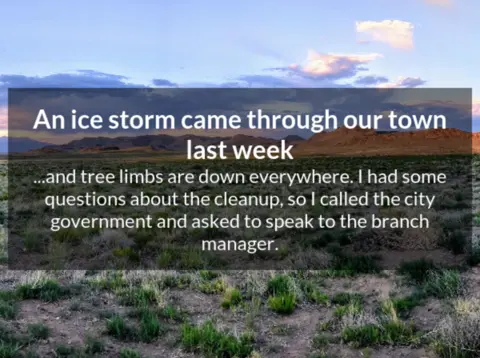 An ice storm came through our town
last week
...and tree limbs are down everywhere. I had some
questions about the cleanup, so I called the city
government and asked to speak to the branch
manager.